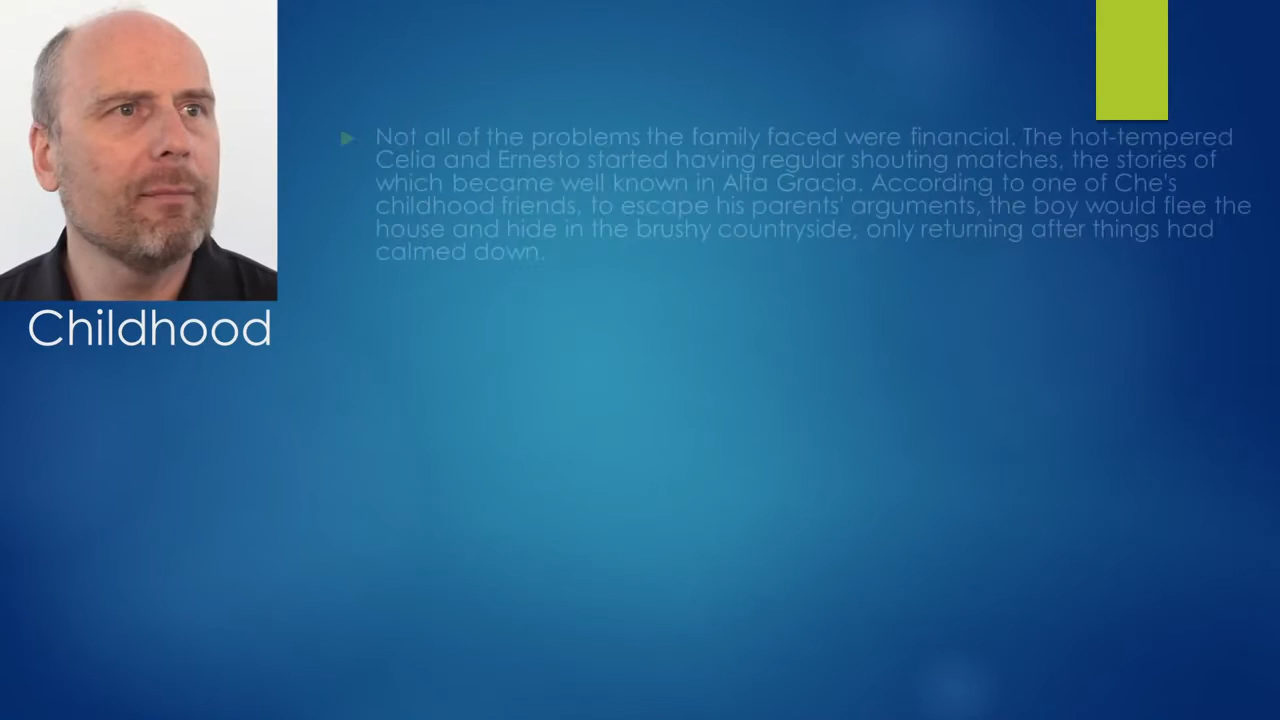 Childhood
Not all of the problems the family faced were financial. The hot-tempered
Celia and Ernesto started having regular shouting matches, the stories of
which became well known in Alta Gracia. According to one of Che's
childhood friends, to escape his parents' arguments, the boy would flee the
house and hide in the brushy countryside, only returning after things had
calmed down.